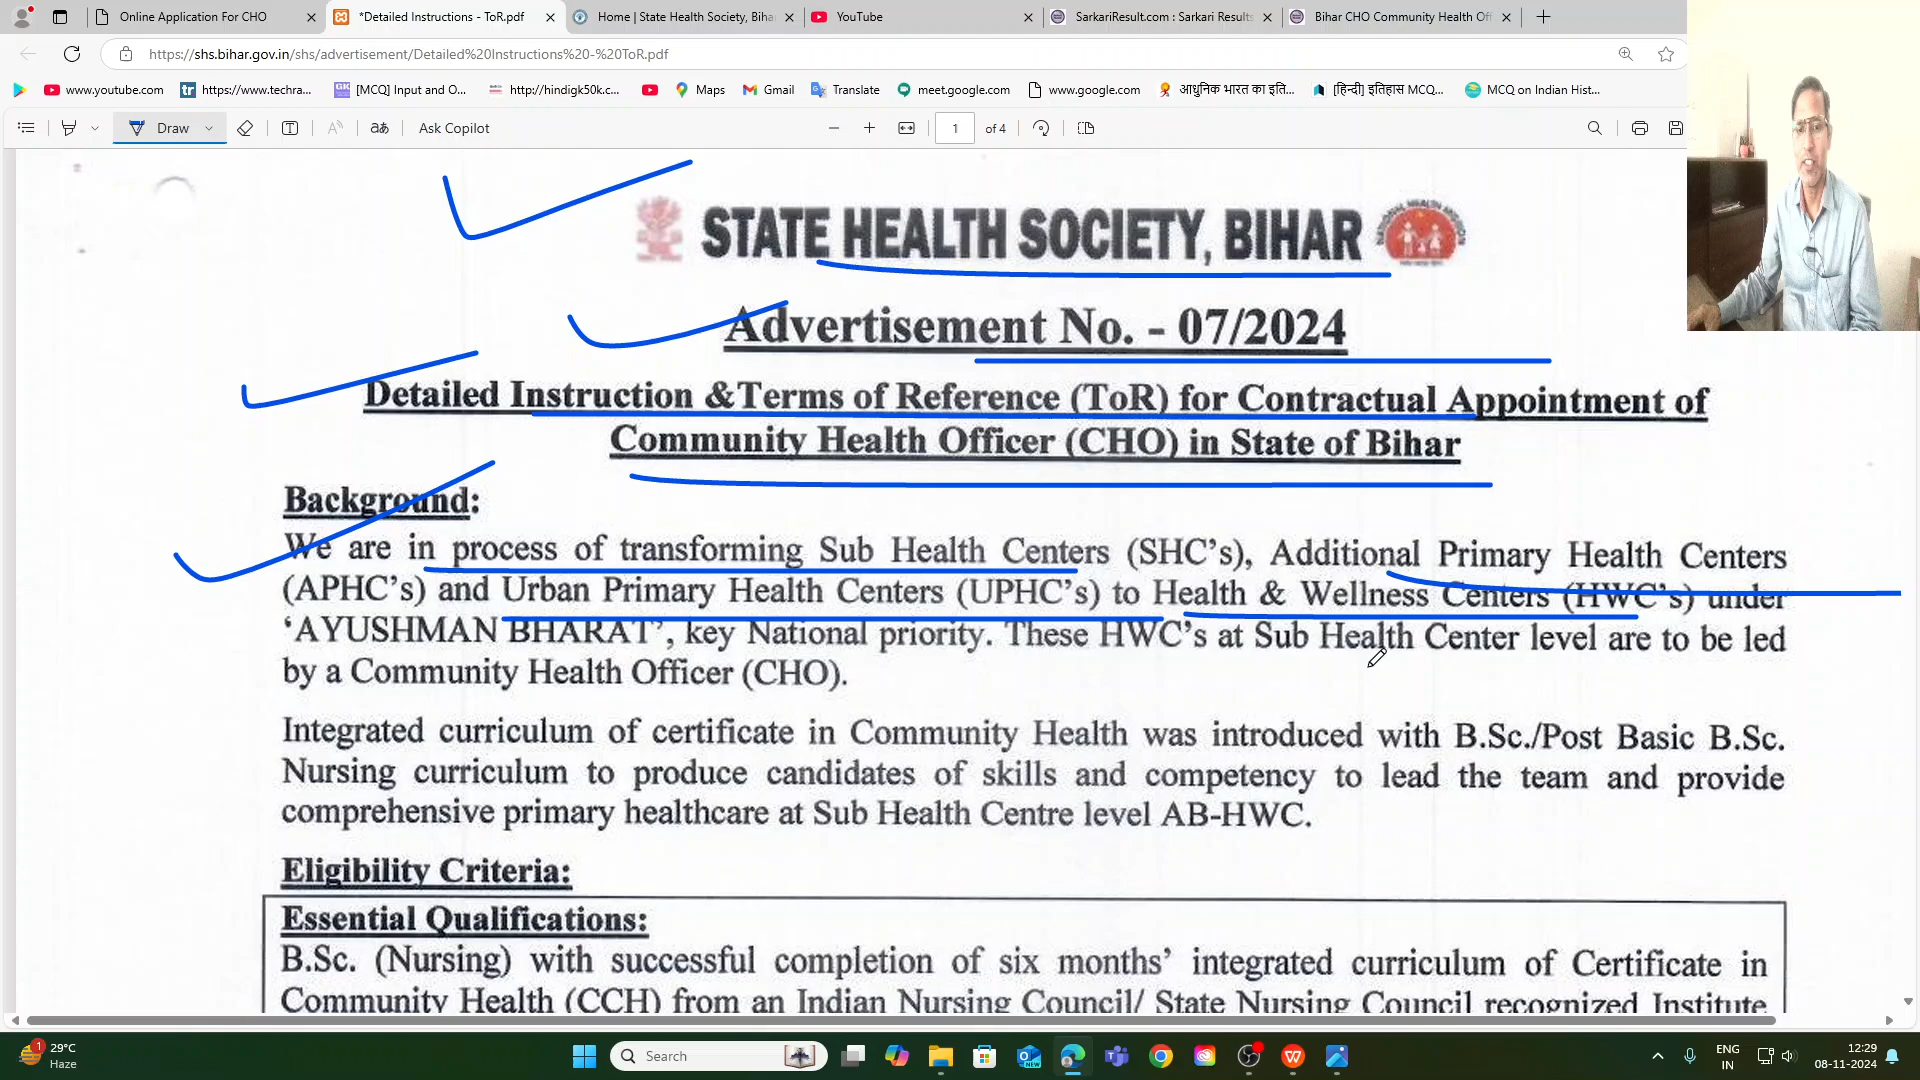 Online Application For CHO
*Detailed Instructions - ToR.pdf
Home | State Health Society, Biha
YouTube
SarkariResult.com : Sarkari Results
Bihar CHO Community Health Off
https://shs.bihar.gov.in/shs/advertisement/Detailed%20Instructions%20-%20ToR.pdf
www.youtube.com
https://www.techra...
[MCQ] Input and O...
http://hindigk50k.c...
Maps
Gmail
Translate
meet.google.com
www.google.com
आधुनिक भारत का इति...
[हिन्दी] इतिहास MCQ...
MCQ on Indian Hist...
Draw
Ask Copilot
1 of 4
STATE HEALTH SOCIETY, BIHAR
Advertisement No. - 07/2024
Detailed Instruction &Terms of Reference (ToR) for Contractual Appointment of
Community Health Officer (CHO) in State of Bihar
Background:
We are in process of transforming Sub Health Centers (SHC's), Additional Primary Health Centers
(APHC's) and Urban Primary Health Centers (UPHC's) to Health & Wellness Centers (HWC's) under
'AYUSHMAN BHARAT', key National priority. These HWC's at Sub Health Center level are to be led
by a Community Health Officer (CHO).
Integrated curriculum of certificate in Community Health was introduced with B.Sc./Post Basic B.Sc.
Nursing curriculum to produce candidates of skills and competency to lead the team and provide
comprehensive primary healthcare at Sub Health Centre level AB-HWC.
Eligibility Criteria:
Essential Qualifications:
B.Sc. (Nursing) with successful completion of six months' integrated curriculum of Certificate in
Community Health (CCH) from an Indian Nursing Council/ State Nursing Council recognized Institute
1
29°C
Haze
Search
ENG
IN
12:29
08-11-2024